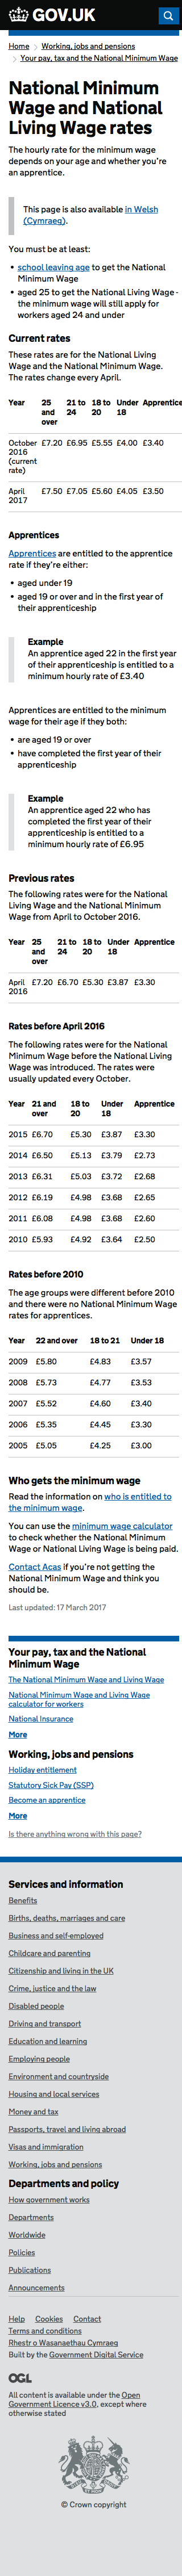 GOV.UK
Home > Working, jobs and pensions
> Your pay, tax and the National Minimum Wage
National Minimum
Wage and National
Living Wage rates
The hourly rate for the minimum wage
depends on your age and whether you're
an apprentice.
This page is also available in Welsh
(Cymraeg).
You must be at least:
• school leaving age to get the National
Minimum Wage
• aged 25 to get the National Living Wage -
the minimum wage will still apply for
workers aged 24 and under
Current rates
These rates are for the National Living
Wage and the National Minimum Wage.
The rates change every April.
Year 25 and over 21 to 24 18 to 20 Under 18 Apprentice
October 2016 (current rate) £7.20 £6.95 £5.55 £4.00 £3.40
April 2017 £7.50 £7.05 £5.60 £4.05 £3.50
Apprentices
Apprentices are entitled to the apprentice
rate if they're either:
• aged under 19
• aged 19 or over and in the first year of
their apprenticeship
Example
An apprentice aged 22 in the first year
of their apprenticeship is entitled to a
minimum hourly rate of £3.40
Apprentices are entitled to the minimum
wage for their age if they both:
• are aged 19 or over
• have completed the first year of their
apprenticeship
Example
An apprentice aged 22 who has
completed the first year of their
apprenticeship is entitled to a
minimum hourly rate of £6.95
Previous rates
The following rates were for the National
Living Wage and the National Minimum
Wage from April to October 2016.
Year 25 and over 21 to 24 18 to 20 Under 18 Apprentice
April 2016 £7.20 £6.70 £5.30 £3.87 £3.30
Rates before April 2016
The following rates were for the National
Minimum Wage before the National Living
Wage was introduced. The rates were
usually updated every October.
Year 21 and over 18 to 20 Under 18 Apprentice
2015 £6.70 £5.30 £3.87 £3.30
2014 £6.50 £5.13 £3.79 £2.73
2013 £6.31 £5.03 £3.72 £2.68
2012 £6.19 £4.98 £3.68 £2.65
2011 £6.08 £4.98 £3.68 £2.60
2010 £5.93 £4.92 £3.64 £2.50
Rates before 2010
The age groups were different before 2010
and there were no National Minimum Wage
rates for apprentices.
Year 22 and over 18 to 21 Under 18
2009 £5.80 £4.83 £3.57
2008 £5.73 £4.77 £3.53
2007 £5.52 £4.60 £3.40
2006 £5.35 £4.45 £3.30
2005 £5.05 £4.25 £3.00
Who gets the minimum wage
Read the information on who is entitled to
the minimum wage.
You can use the minimum wage calculator
to check whether the National Minimum
Wage or National Living Wage is being paid.
Contact Acas if you're not getting the
National Minimum Wage and think you
should be.
Last updated: 17 March 2017
Your pay, tax and the National
Minimum Wage
The National Minimum Wage and Living Wage
National Minimum Wage and Living Wage
calculator for workers
National Insurance
More
Working, jobs and pensions
Holiday entitlement
Statutory Sick Pay (SSP)
Become an apprentice
More
Is there anything wrong with this page?
Services and information
Benefits
Births, deaths, marriages and care
Business and self-employed
Childcare and parenting
Citizenship and living in the UK
Crime, justice and the law
Disabled people
Driving and transport
Education and learning
Employing people
Environment and countryside
Housing and local services
Money and tax
Passports, travel and living abroad
Visas and immigration
Working, jobs and pensions
Departments and policy
How government works
Departments
Worldwide
Policies
Publications
Announcements
Help Cookies Contact
Terms and conditions
Rhestr o Wasanaethau Cymraeg
Built by the Government Digital Service
OGL
All content is available under the Open
Government Licence v3.0, except where
otherwise stated
© Crown copyright